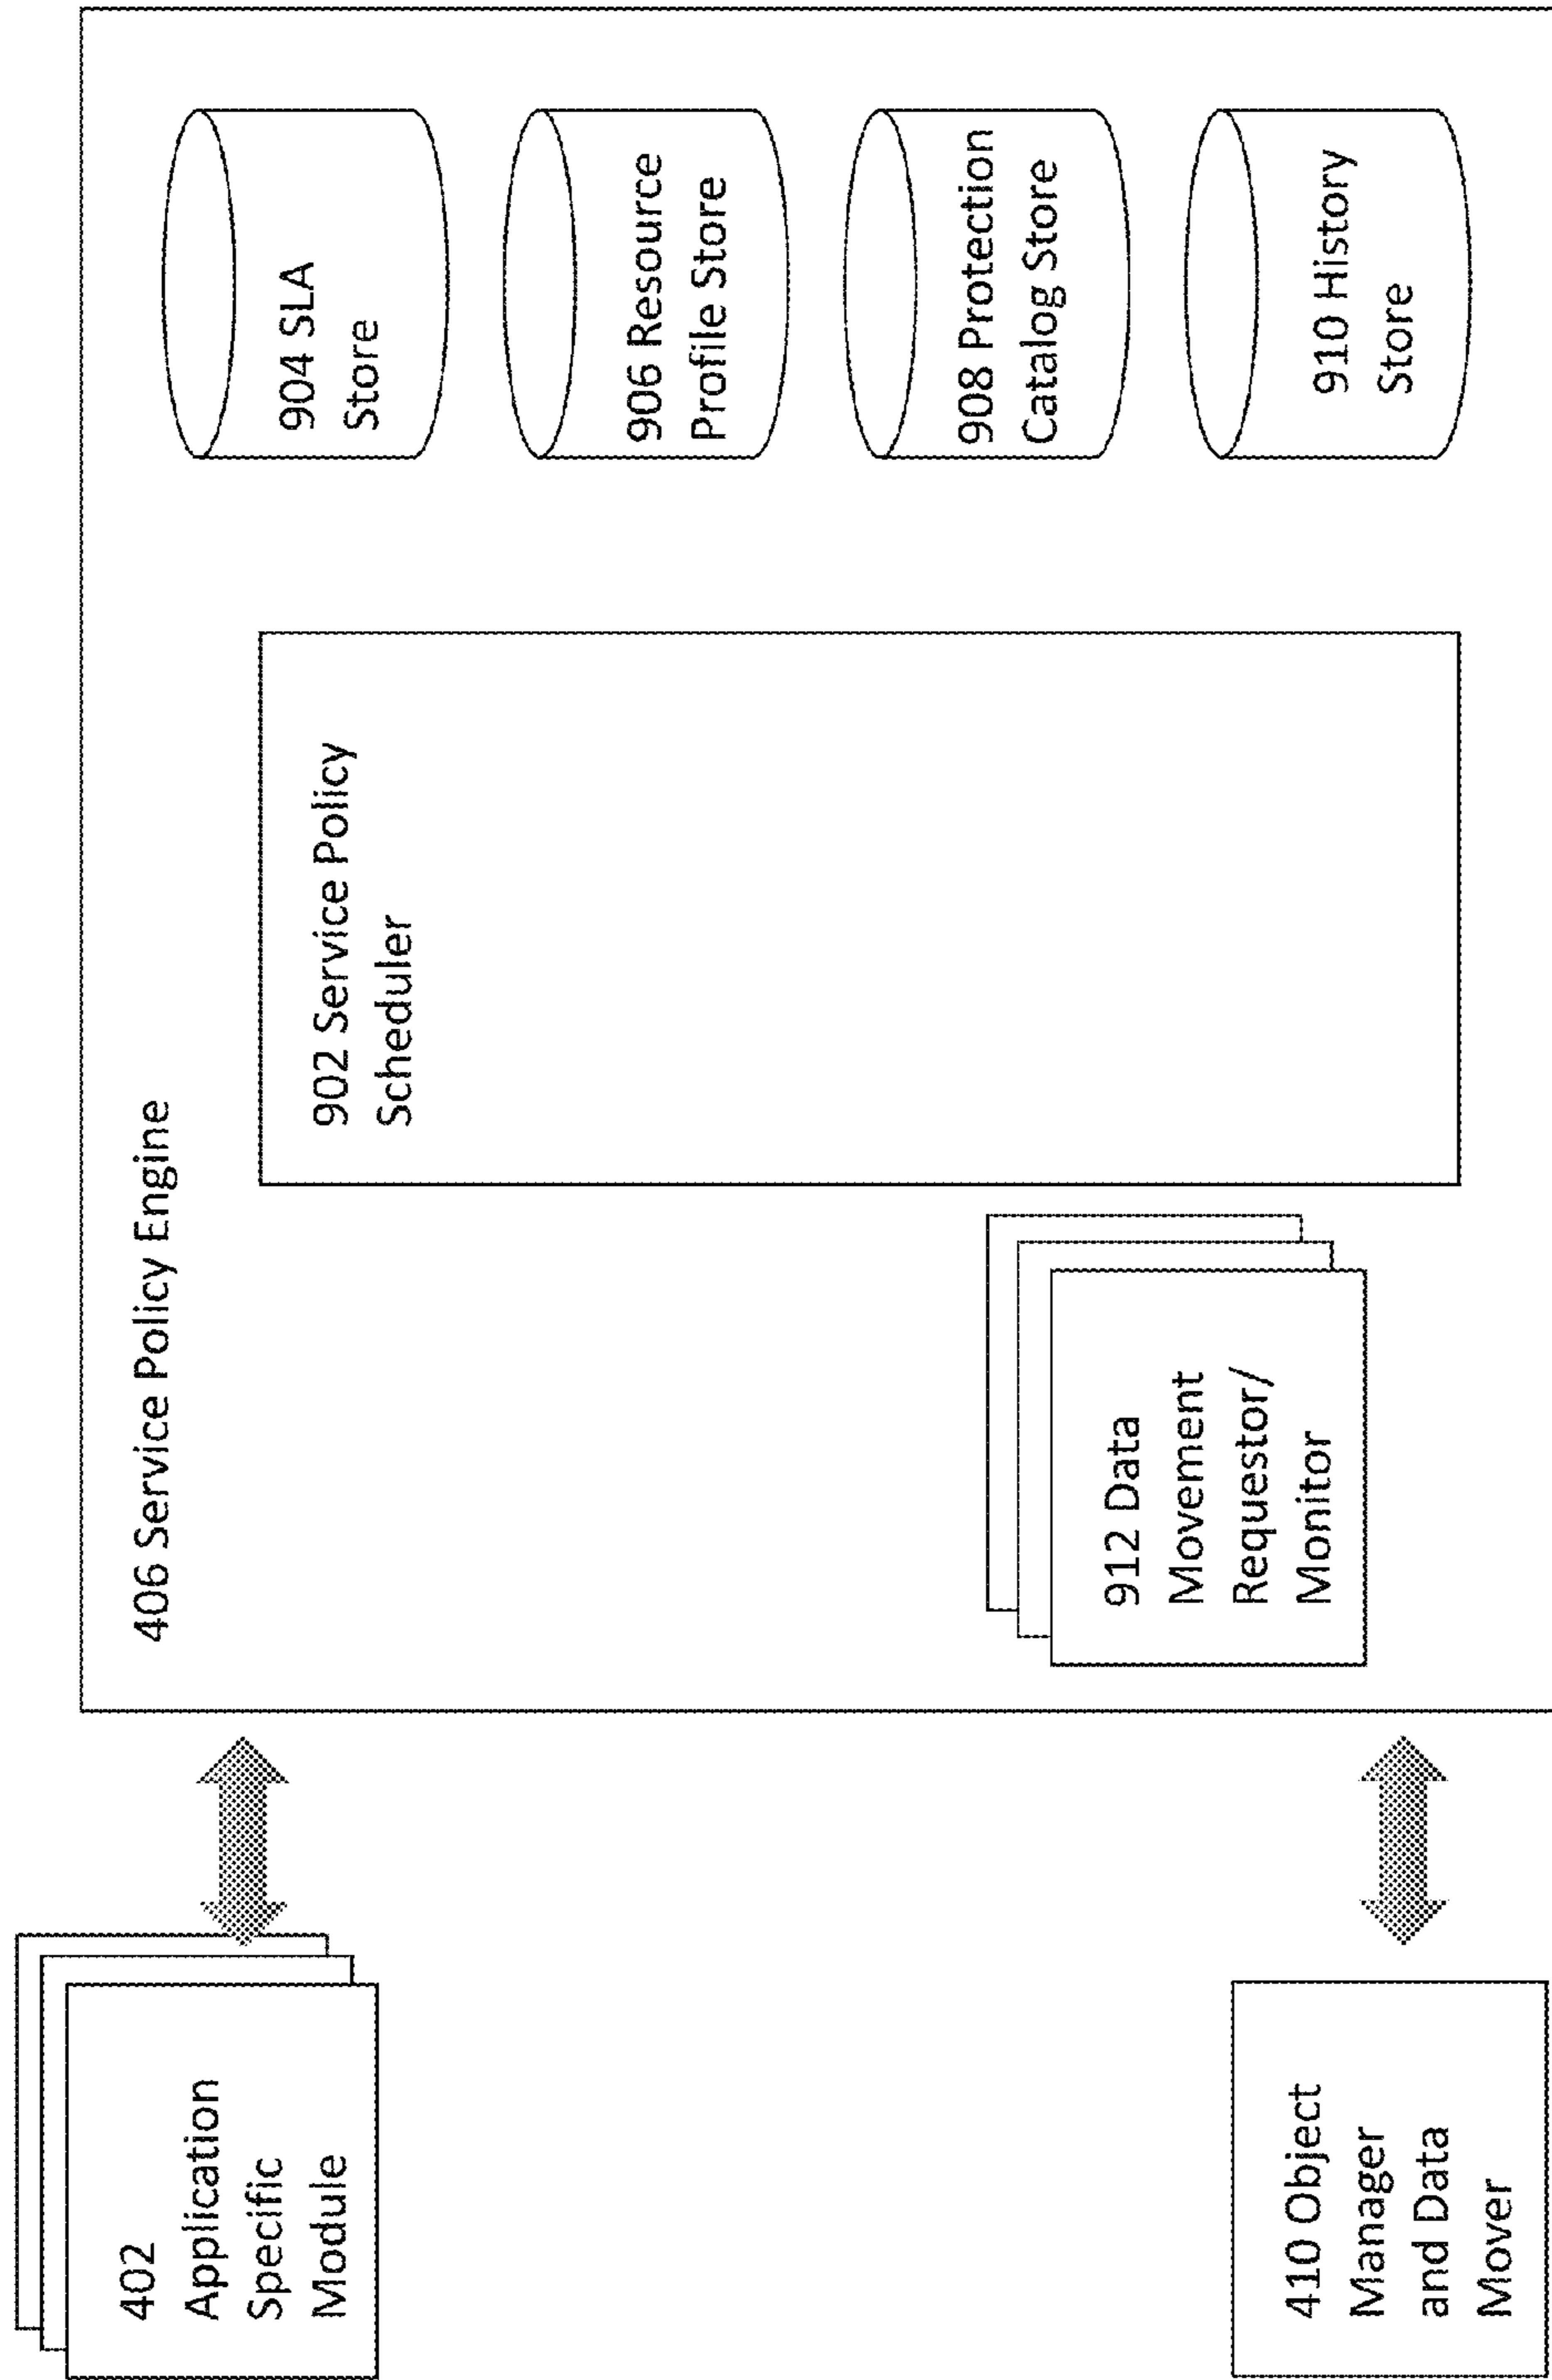 402
Application
Specific
Module
410 Object
Manager
and Data
Mover
406 Service Policy Engine
912 Data
Movement
Requestor/
Monitor
902 Service Policy
Scheduler
904 SLA
Store
906 Resource
Profile Store
908 Protection
Catalog Store
910 History
Store